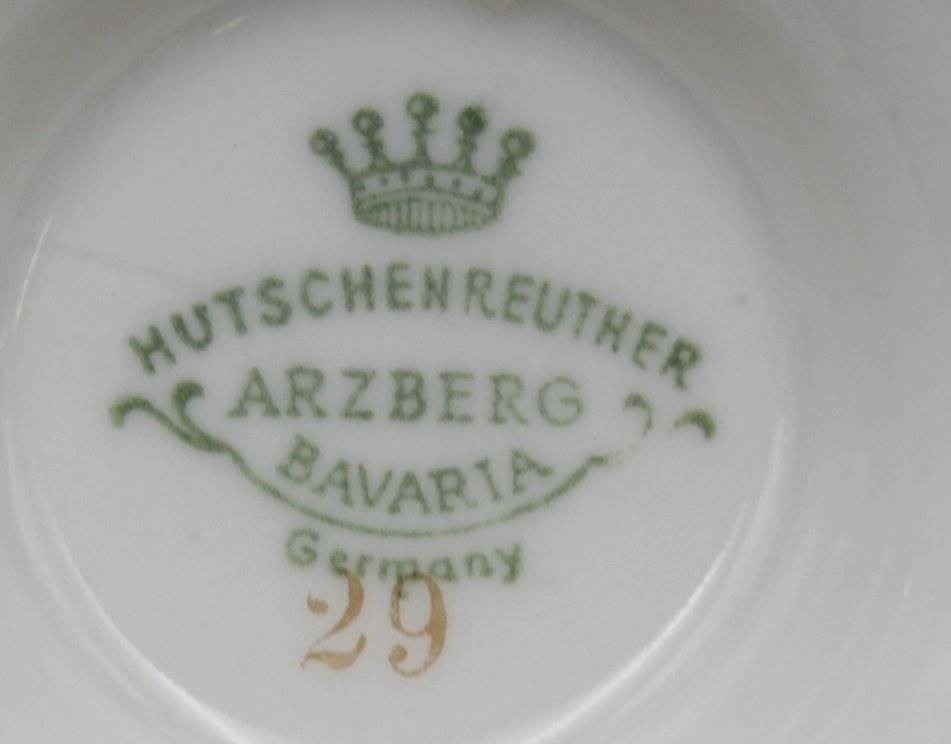 HUTSCHENREUTHER
ARZBERG
BAVARIA
Germany
29